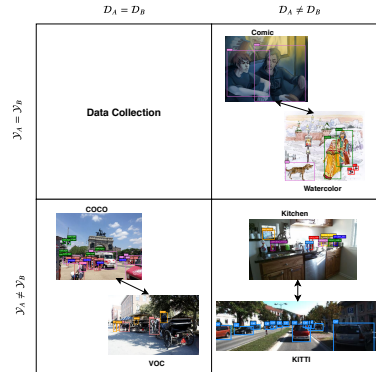 𝒟_A = 𝒟_B
𝒟_A ≠ 𝒟_B
𝒴_A = 𝒴_B
Comic
Data Collection
Watercolor
𝒴_A ≠ 𝒴_B
COCO
Kitchen
VOC
KITTI